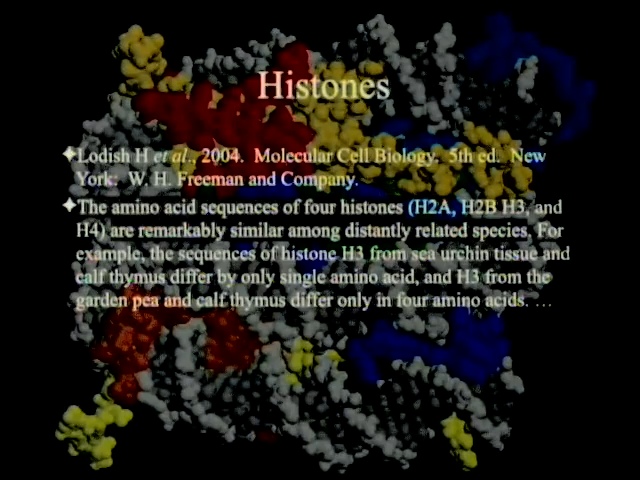 Histones
Lodish H et al., 2004. Molecular Cell Biology. 5th ed. New
York: W. H. Freeman and Company.
The amino acid sequences of four histones (H2A, H2B H3, and
H4) are remarkably similar among distantly related species. For
example, the sequences of histone H3 from sea urchin tissue and
calf thymus differ by only single amino acid, and H3 from the
garden pea and calf thymus differ only in four amino acids. …